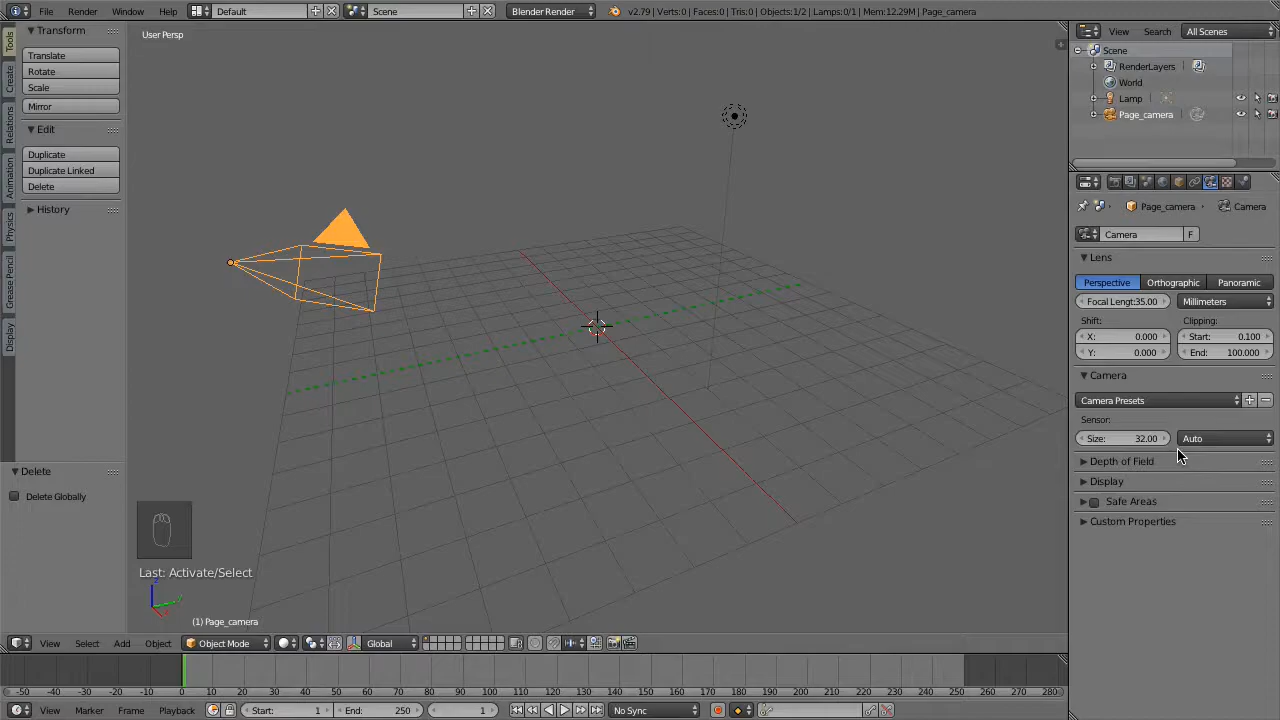 File Render Window Help Default Scene Blender Render v2.79 | Verts:0 | Faces:0 | Tris:0 | Objects:1/2 | Lamps:0/1 | Mem:12.29M | Page_camera
Tools
Create
Relations
Animation
Physics
Grease Pencil
Display
Transform
Translate
Rotate
Scale
Mirror
Edit
Duplicate
Duplicate Linked
Delete
History
Delete
Delete Globally
User Persp
Last: Activate/Select
(1) Page_camera
View Search All Scenes
Scene
RenderLayers
World
Lamp
Page_camera
Page_camera Camera
Camera F
Lens
Perspective Orthographic Panoramic
Focal Lengt:35.00 Millimeters
Shift: Clipping:
X: 0.000 Start: 0.100
Y: 0.000 End: 100.000
Camera
Camera Presets
Sensor:
Size: 32.00 Auto
Depth of Field
Display
Safe Areas
Custom Properties
View Select Add Object Object Mode Global
-50 -40 -30 -20 -10 0 10 20 30 40 50 60 70 80 90 100 110 120 130 140 150 160 170 180 190 200 210 220 230 240 250 260 270 280
View Marker Frame Playback Start: 1 End: 250 1 No Sync